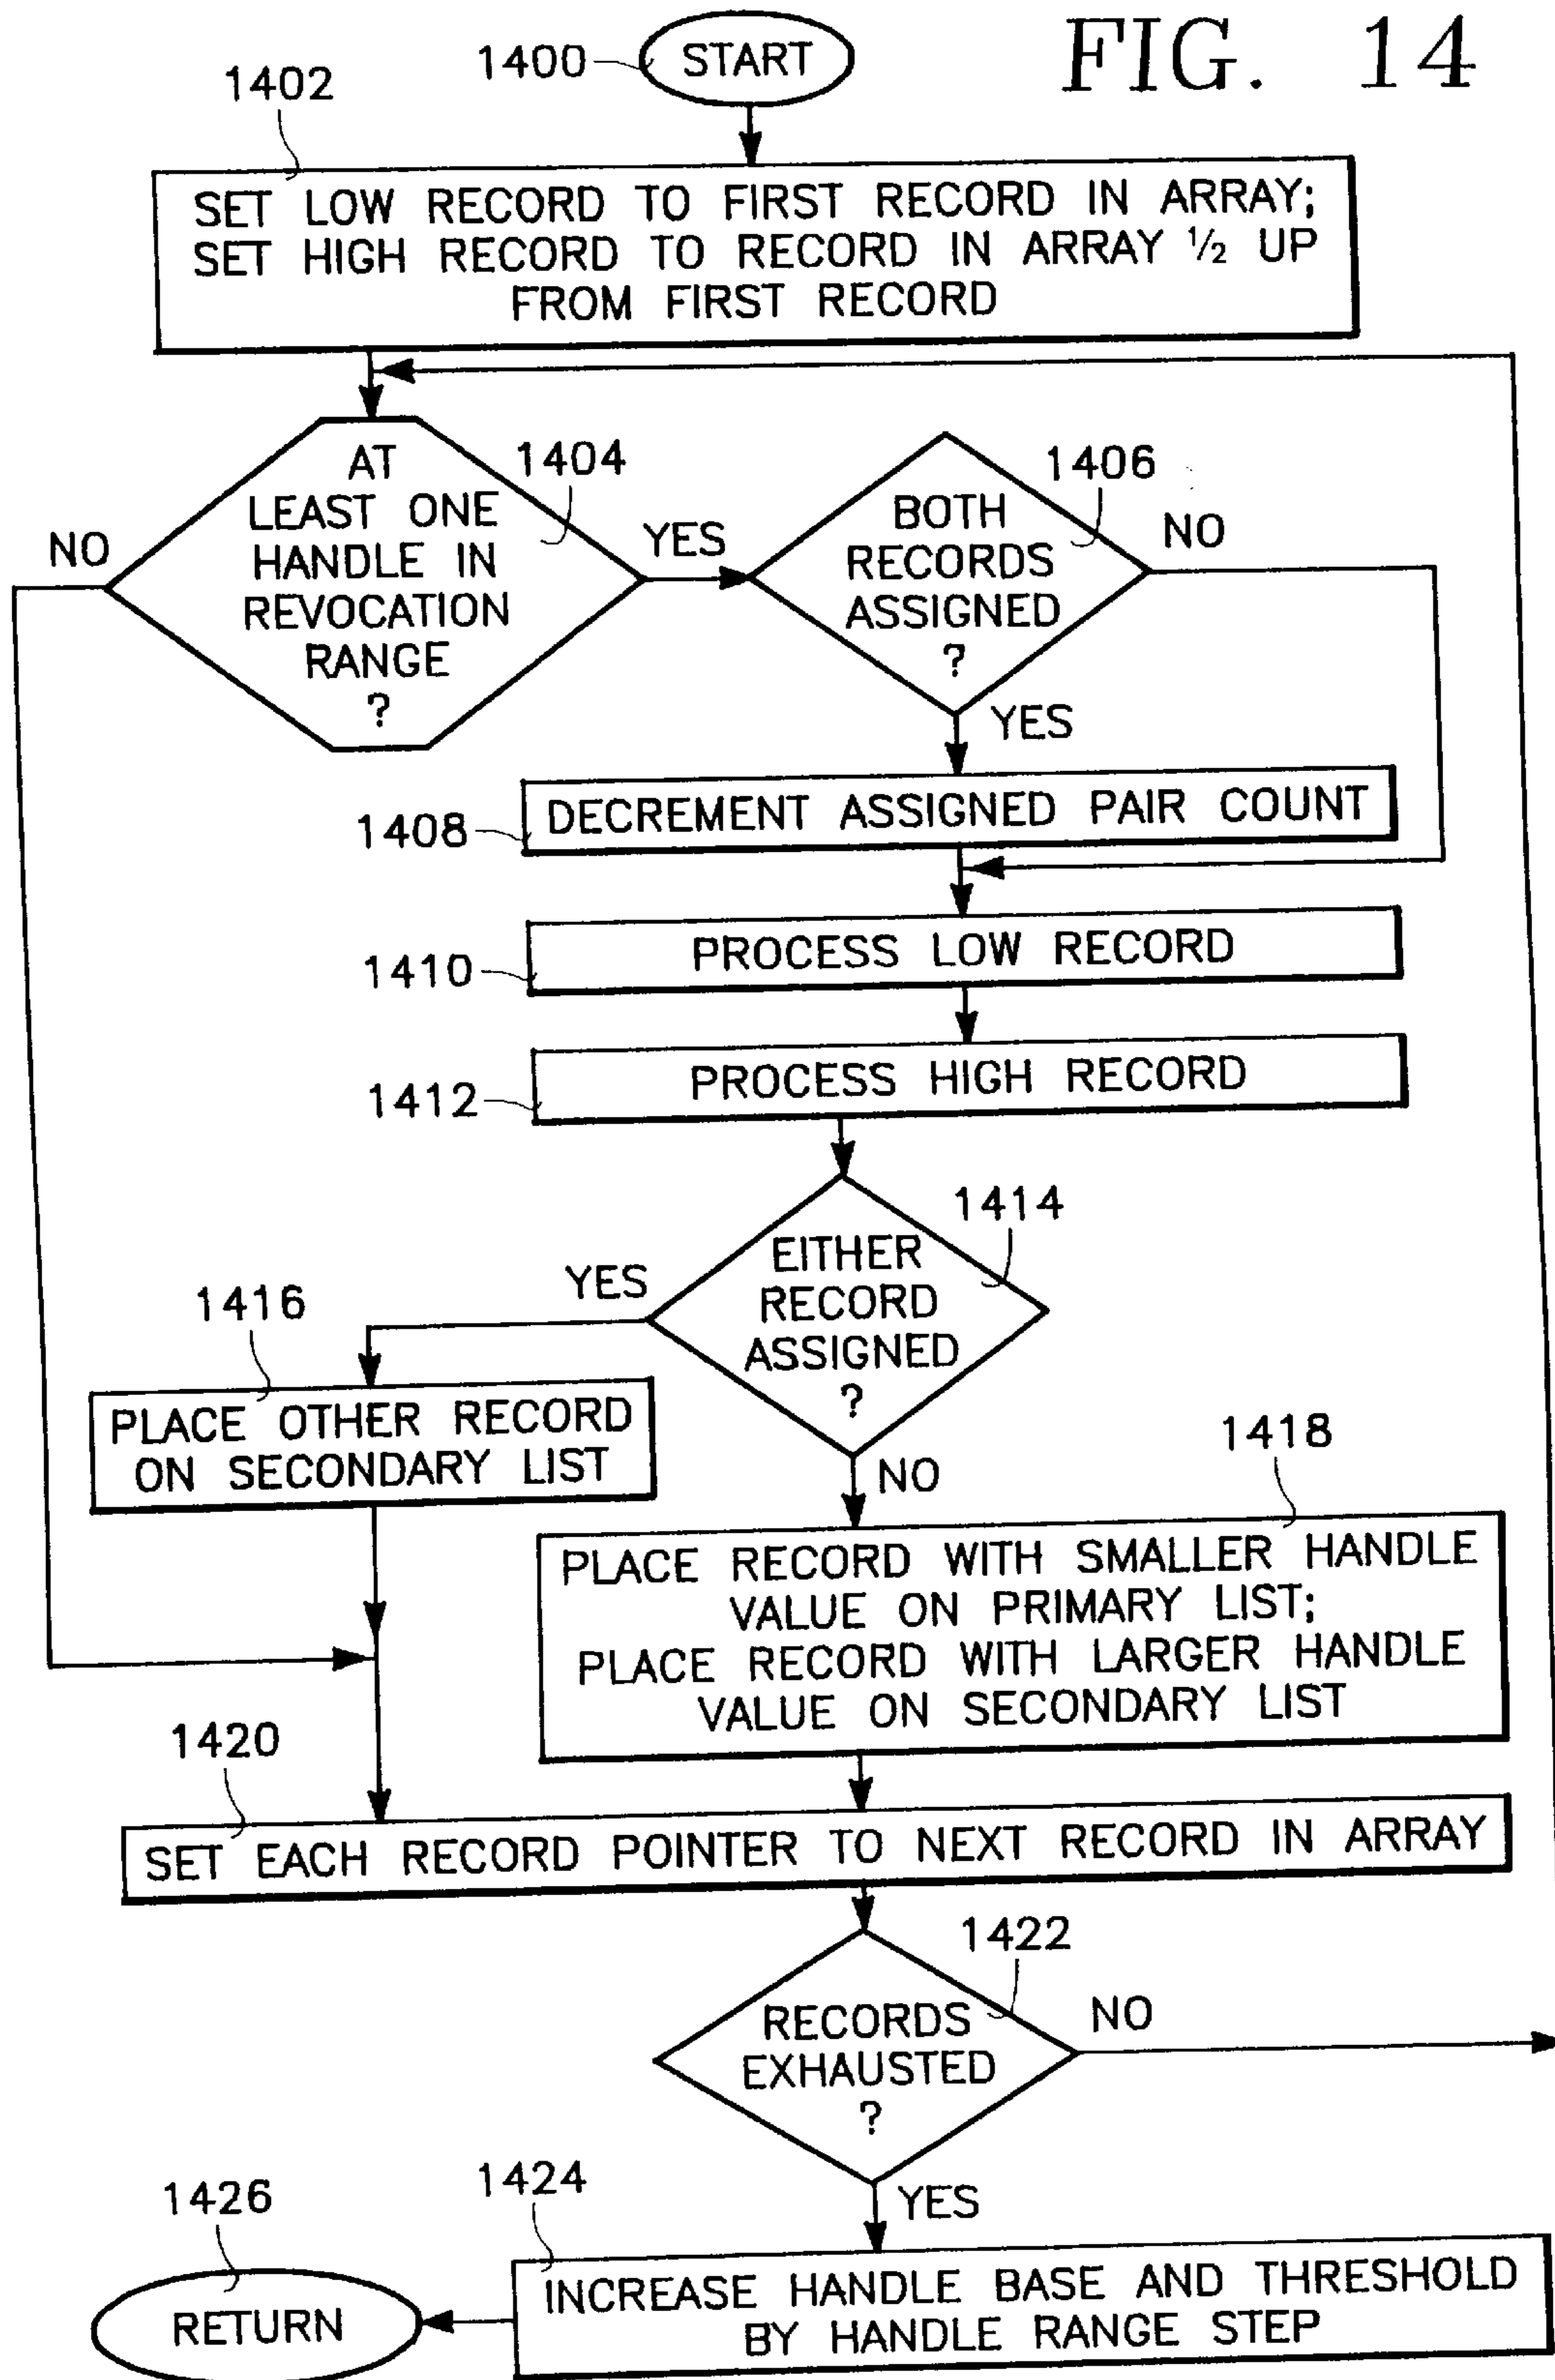 FIG. 14
1400
START
1402
SET LOW RECORD TO FIRST RECORD IN ARRAY;
SET HIGH RECORD TO RECORD IN ARRAY ½ UP
FROM FIRST RECORD
AT
LEAST ONE
HANDLE IN
REVOCATION
RANGE
?
1404
NO
YES
BOTH
RECORDS
ASSIGNED
?
1406
NO
YES
1408
DECREMENT ASSIGNED PAIR COUNT
1410
PROCESS LOW RECORD
1412
PROCESS HIGH RECORD
1414
EITHER
RECORD
ASSIGNED
?
YES
NO
1416
PLACE OTHER RECORD
ON SECONDARY LIST
1418
PLACE RECORD WITH SMALLER HANDLE
VALUE ON PRIMARY LIST;
PLACE RECORD WITH LARGER HANDLE
VALUE ON SECONDARY LIST
1420
SET EACH RECORD POINTER TO NEXT RECORD IN ARRAY
1422
RECORDS
EXHAUSTED
?
NO
YES
1424
INCREASE HANDLE BASE AND THRESHOLD
BY HANDLE RANGE STEP
1426
RETURN